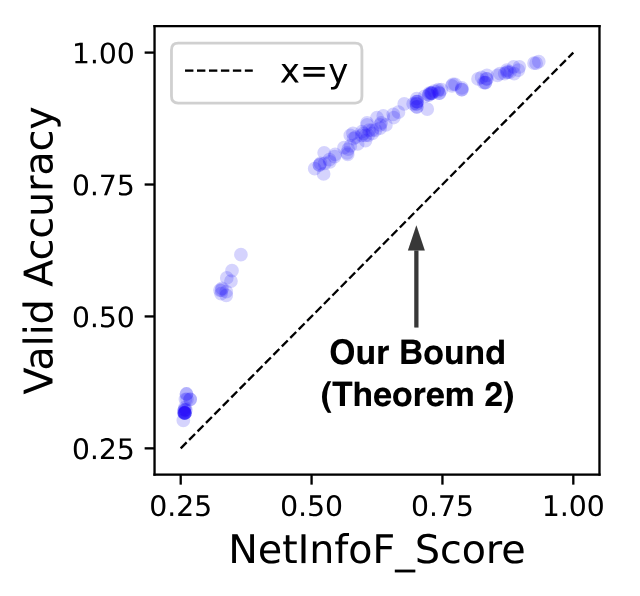 x=y
1.00
0.75
0.50
0.25
Valid Accuracy
Our Bound
(Theorem 2)
0.25 0.50 0.75 1.00
NetInfoF_Score